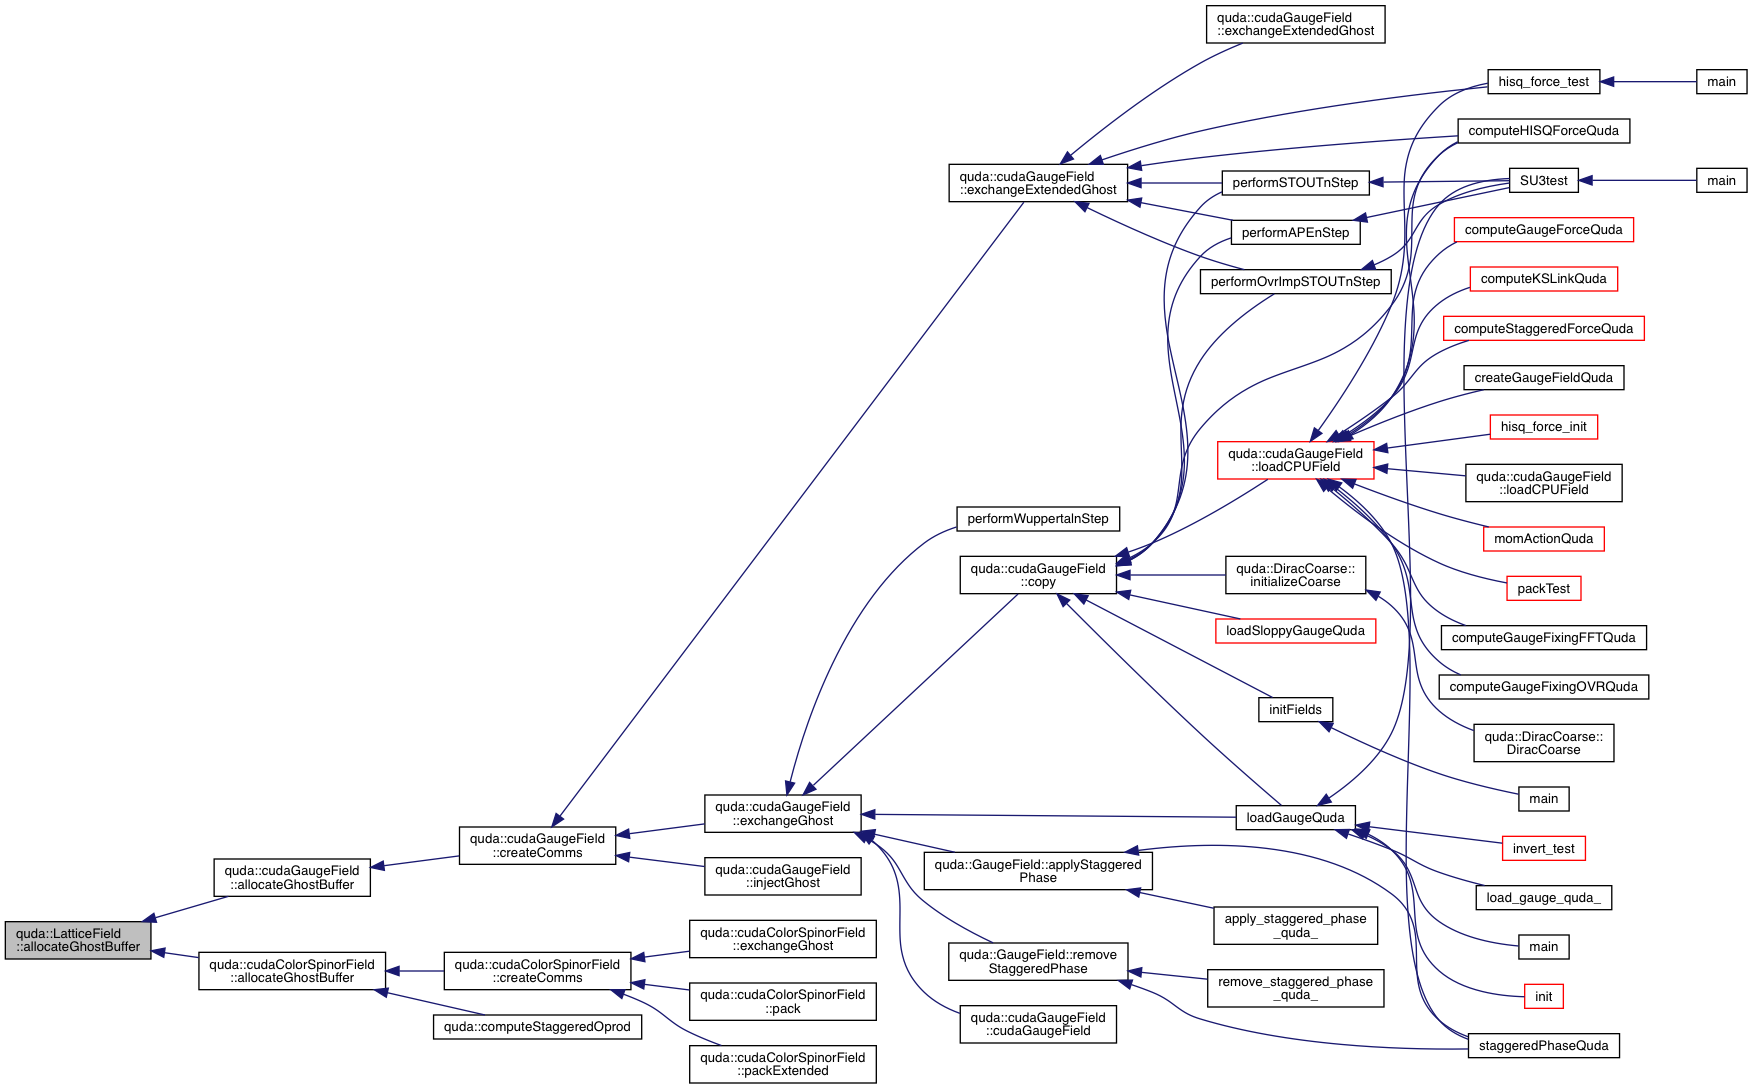 quda::cudaGaugeField
::exchangeExtendedGhost
hisq_force_test
main
computeHISQForceQuda
quda::cudaGaugeField
::exchangeExtendedGhost
performSTOUTnStep
SU3test
main
performAPEnStep
computeGaugeForceQuda
performOvrImpSTOUTnStep
computeKSLinkQuda
computeStaggeredForceQuda
createGaugeFieldQuda
hisq_force_init
quda::cudaGaugeField
::loadCPUField
quda::cudaGaugeField
::loadCPUField
performWuppertalnStep
momActionQuda
quda::cudaGaugeField
::copy
quda::DiracCoarse::
initializeCoarse
packTest
loadSloppyGaugeQuda
computeGaugeFixingFFTQuda
computeGaugeFixingOVRQuda
initFields
quda::DiracCoarse::
DiracCoarse
main
quda::cudaGaugeField
::exchangeGhost
loadGaugeQuda
quda::cudaGaugeField
::createComms
invert_test
quda::cudaGaugeField
::allocateGhostBuffer
quda::cudaGaugeField
::injectGhost
quda::GaugeField::applyStaggered
Phase
load_gauge_quda_
apply_staggered_phase
_quda_
quda::LatticeField
::allocateGhostBuffer
quda::cudaColorSpinorField
::exchangeGhost
main
quda::cudaColorSpinorField
::allocateGhostBuffer
quda::cudaColorSpinorField
::createComms
quda::GaugeField::remove
StaggeredPhase
remove_staggered_phase
_quda_
quda::cudaColorSpinorField
::pack
init
quda::computeStaggeredOprod
quda::cudaGaugeField
::cudaGaugeField
staggeredPhaseQuda
quda::cudaColorSpinorField
::packExtended